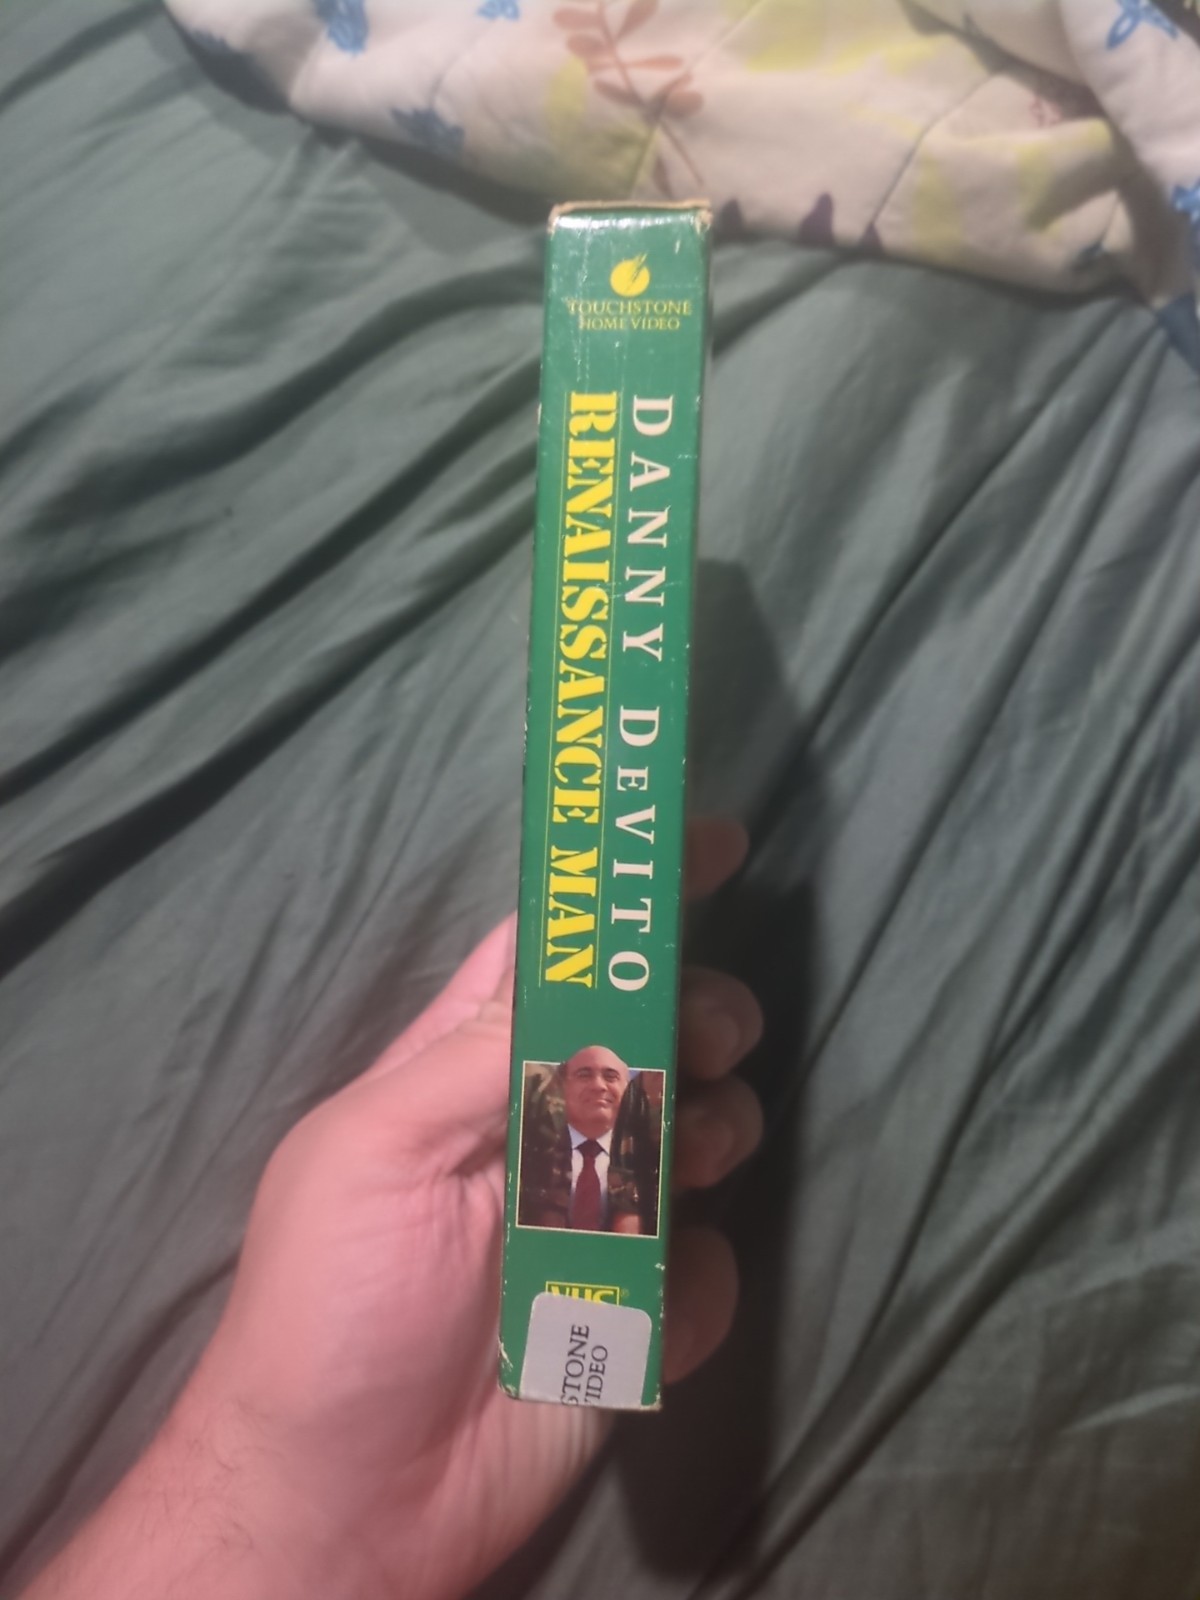 TOUCHSTONE
HOME VIDEO
DANNY DEVITO
RENAISSANCE MAN
VHS®
STONE
VIDEO